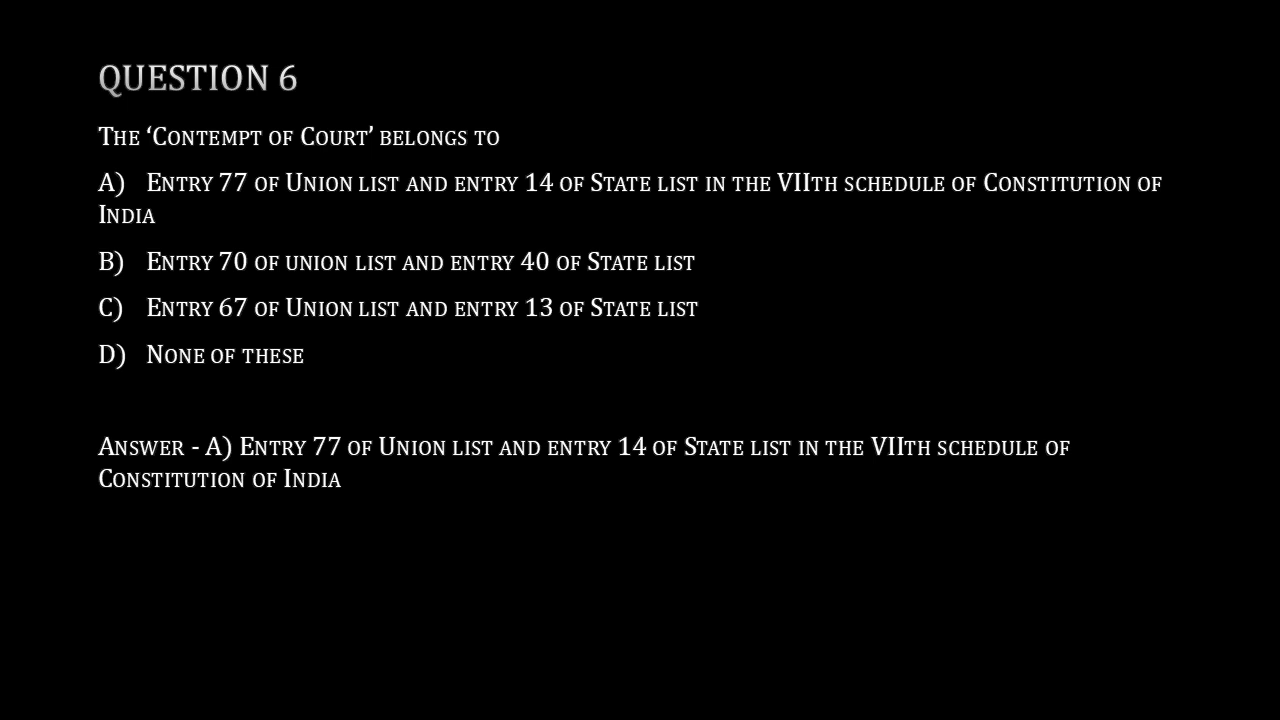 QUESTION 6
The ‘Contempt of Court’ belongs to
A) Entry 77 of Union list and entry 14 of State list in the VIIth schedule of Constitution of
India
B) Entry 70 of union list and entry 40 of State list
C) Entry 67 of Union list and entry 13 of State list
D) None of these
Answer - A) Entry 77 of Union list and entry 14 of State list in the VIIth schedule of
Constitution of India